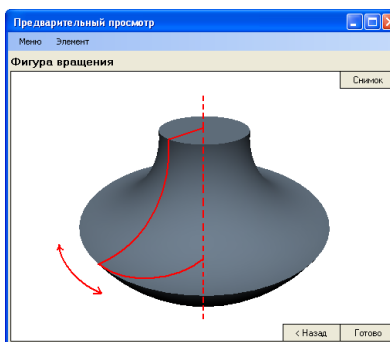 Предварительный просмотр
Меню Элемент
Фигура вращения
Снимок
< Назад Готово